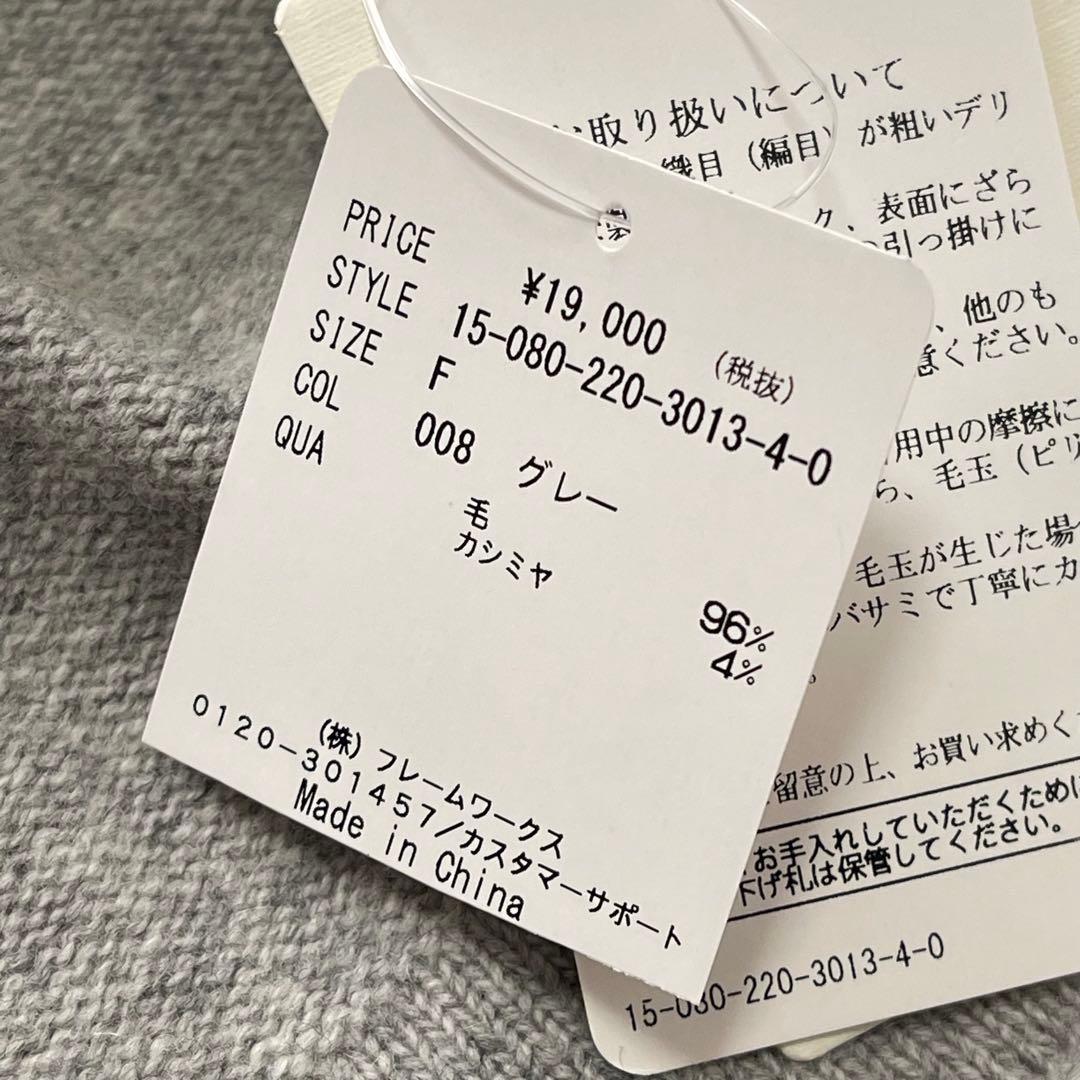 PRICE ¥19,000 (税抜)
STYLE 15-080-220-3013-4-0
SIZE F
COL 008 グレー
QUA
毛 96%
カシミヤ 4%
(株)フレームワークス
0120-301457/カスタマーサポート
Made in China
取り扱いについて
織目(編目)が粗いデリ
ク、表面にざら
引っ掛けに
、他のも
意ください。
用中の摩擦に
ら、毛玉(ピリ
毛玉が生じた場
バサミで丁寧にカ
。
留意の上、お買い求めく
お手入れしていただくために
下げ札は保管してください。
15-080-220-3013-4-0